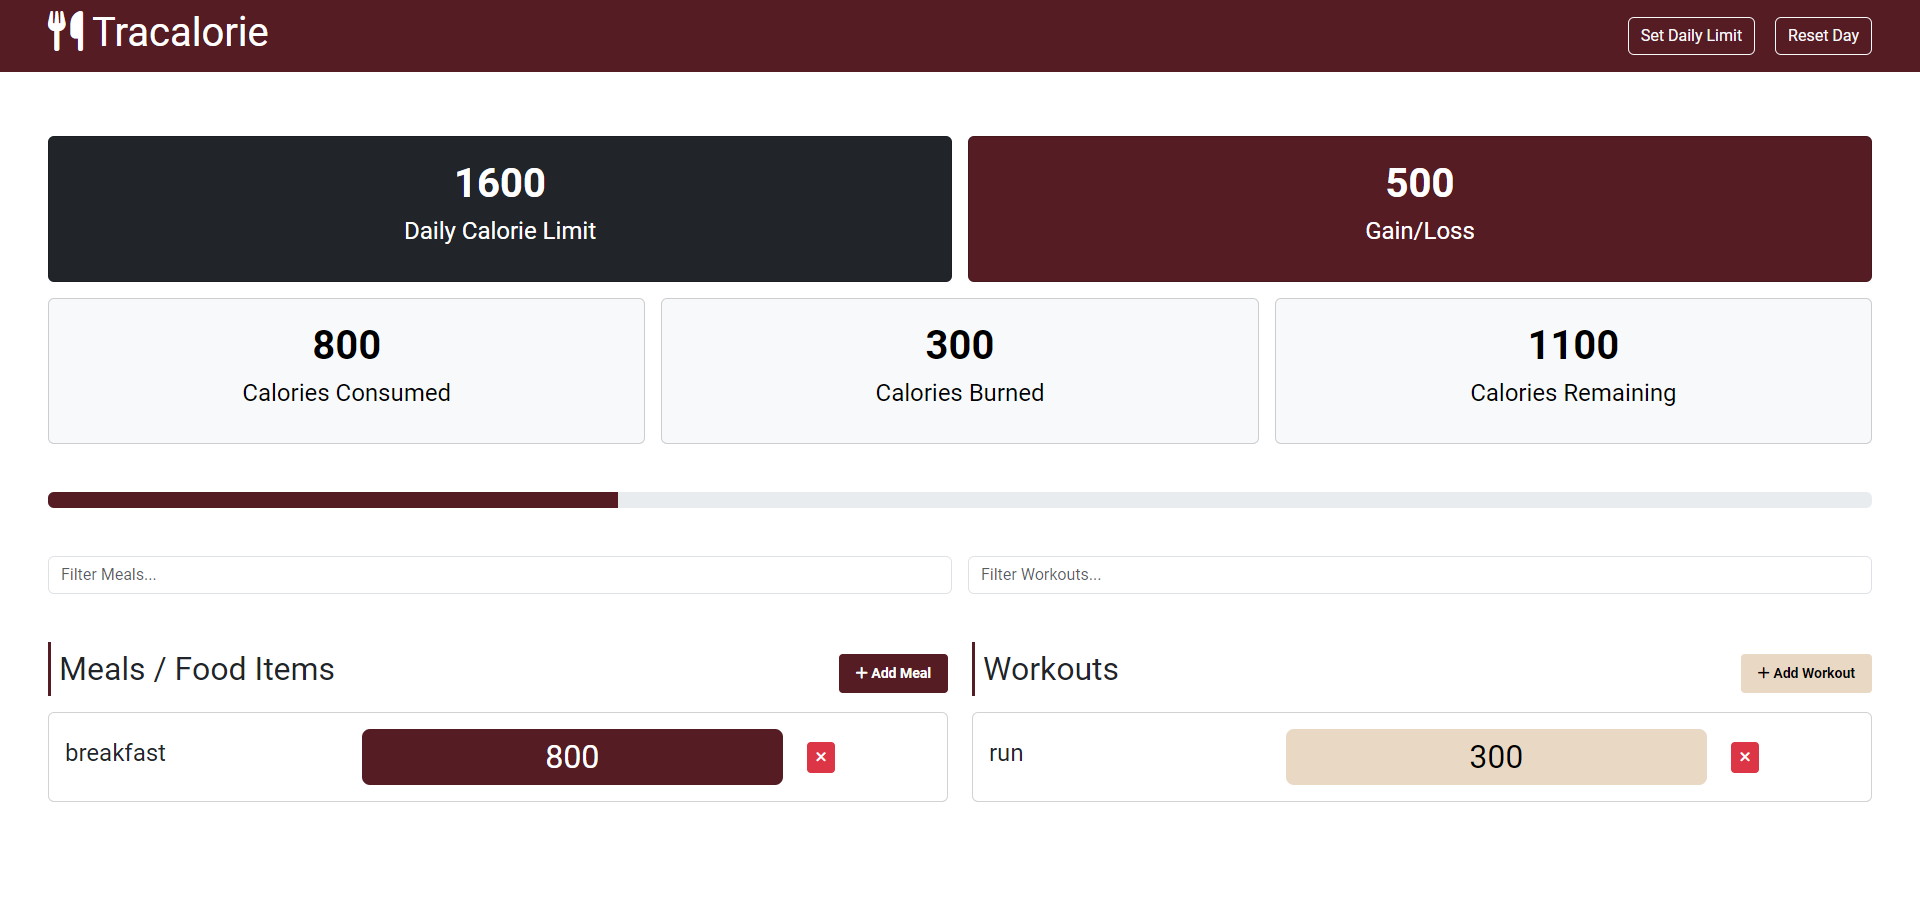 Tracalorie
Set Daily Limit
Reset Day
1600
Daily Calorie Limit
500
Gain/Loss
800
Calories Consumed
300
Calories Burned
1100
Calories Remaining
Filter Meals...
Filter Workouts...
Meals / Food Items
+ Add Meal
Workouts
+ Add Workout
breakfast
800
×
run
300
×